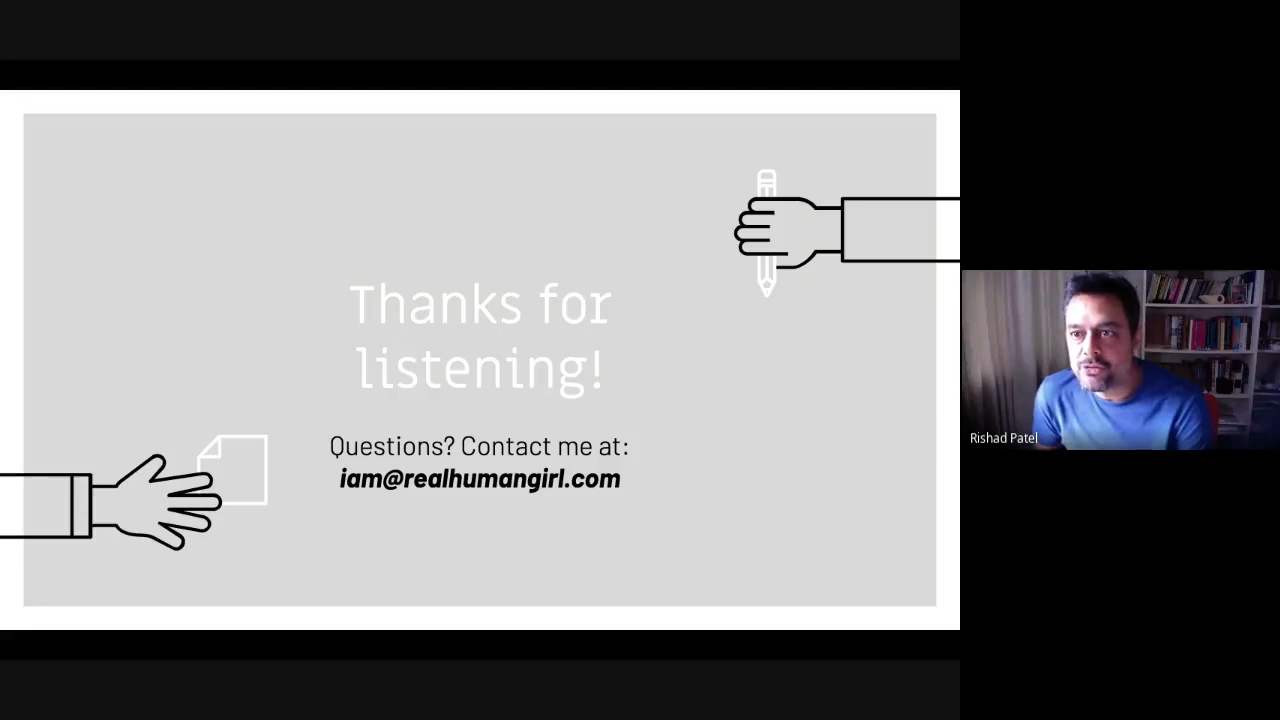 Thanks for
listening!
Questions? Contact me at:
iam@realhumangirl.com
Rishad Patel